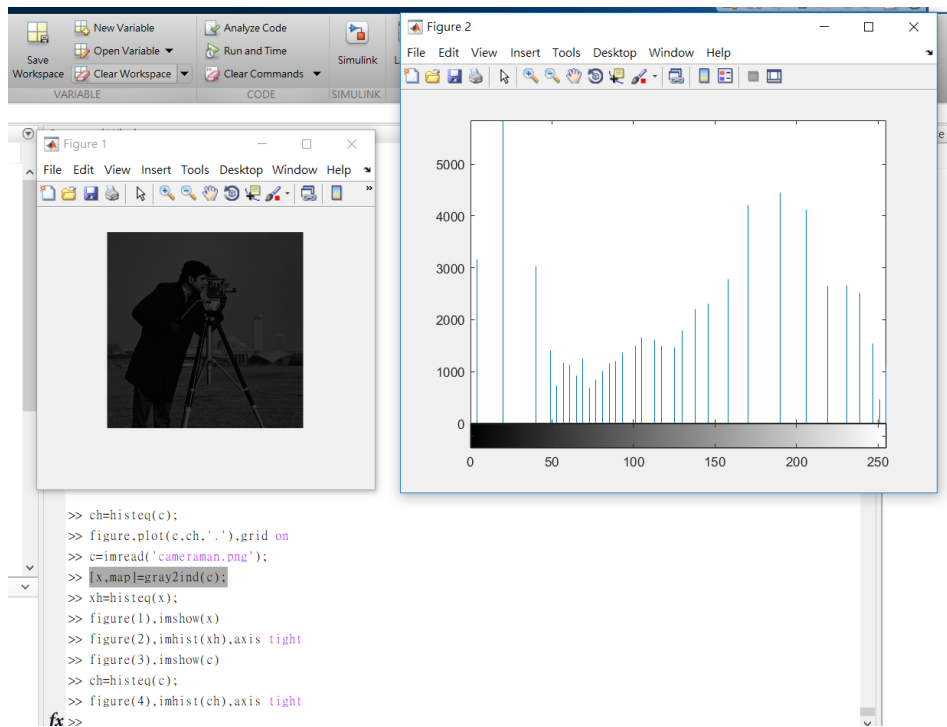 New Variable
Analyze Code
Save
Workspace
Open Variable
Run and Time
Simulink
Clear Workspace
Clear Commands
VARIABLE
CODE
SIMULINK
Figure 2
File Edit View Insert Tools Desktop Window Help
5000
4000
3000
2000
1000
0
0 50 100 150 200 250
Figure 1
File Edit View Insert Tools Desktop Window Help
>> ch=histeq(c);
>> figure,plot(c,ch,'.'),grid on
>> c=imread('cameraman.png');
>> [x,map]=gray2ind(c);
>> xh=histeq(x);
>> figure(1),imshow(x)
>> figure(2),imhist(xh),axis tight
>> figure(3),imshow(c)
>> ch=histeq(c);
>> figure(4),imhist(ch),axis tight
fx >>